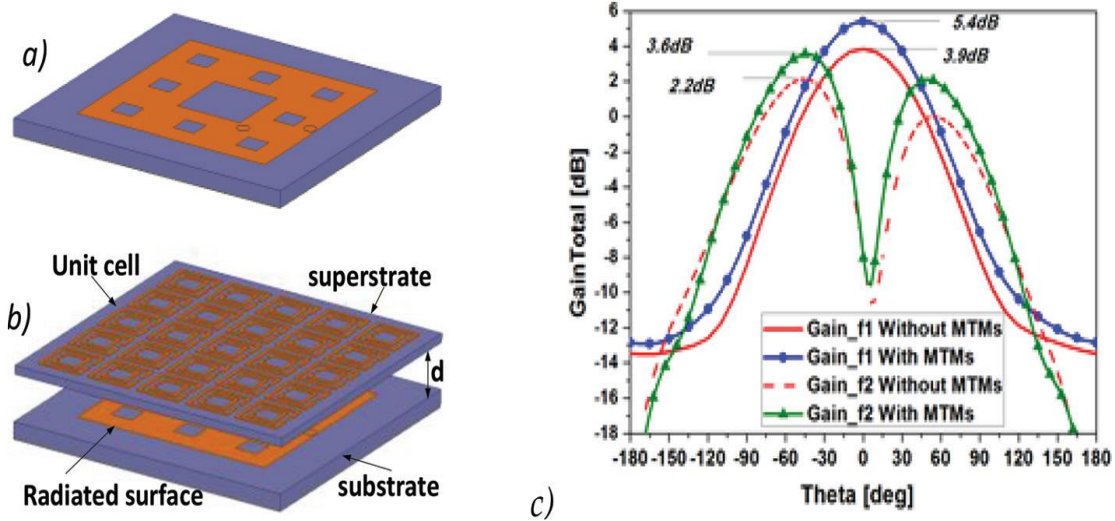 a)
b)
Unit cell
superstrate
d
Radiated surface
substrate
c)
GainTotal [dB]
6
4
2
0
-2
-4
-6
-8
-10
-12
-14
-16
-18
5.4dB
3.6dB
3.9dB
2.2dB
Gain_f1 Without MTMs
Gain_f1 With MTMs
Gain_f2 Without MTMs
Gain_f2 With MTMs
-180 -150 -120 -90 -60 -30 0 30 60 90 120 150 180
Theta [deg]